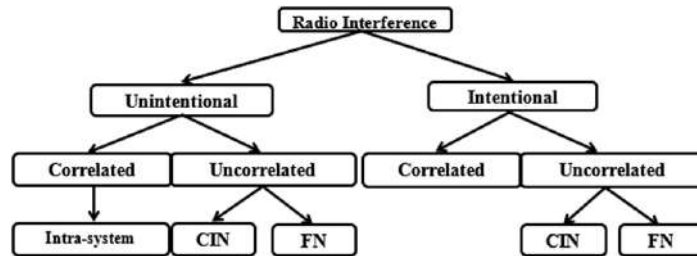 Radio Interference
Unintentional
Intentional
Correlated
Uncorrelated
Correlated
Uncorrelated
Intra-system
CIN
FN
CIN
FN